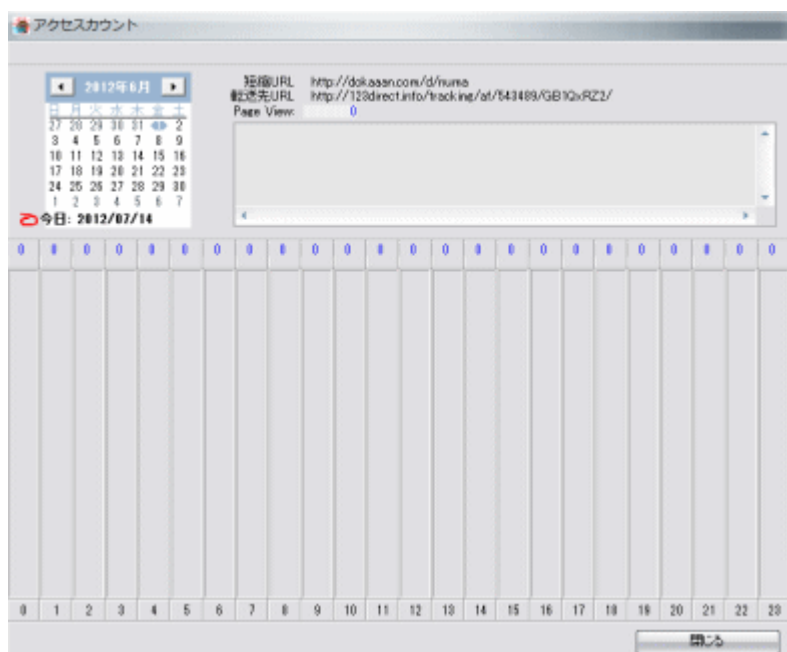 アクセスカウント
2012年6月
日 月 火 水 木 金 土
27 28 29 30 31 1 2
3 4 5 6 7 8 9
10 11 12 13 14 15 16
17 18 19 20 21 22 23
24 25 26 27 28 29 30
1 2 3 4 5 6 7
今日: 2012/07/14
短縮URL http://dokaaan.com/d/numa
転送先URL http://123direct.info/tracking/at/543489/GB1QxRZ2/
Page View: 0
0 0 0 0 0 0 0 0 0 0 0 0 0 0 0 0 0 0 0 0 0 0 0 0
0 1 2 3 4 5 6 7 8 9 10 11 12 13 14 15 16 17 18 19 20 21 22 23
閉じる